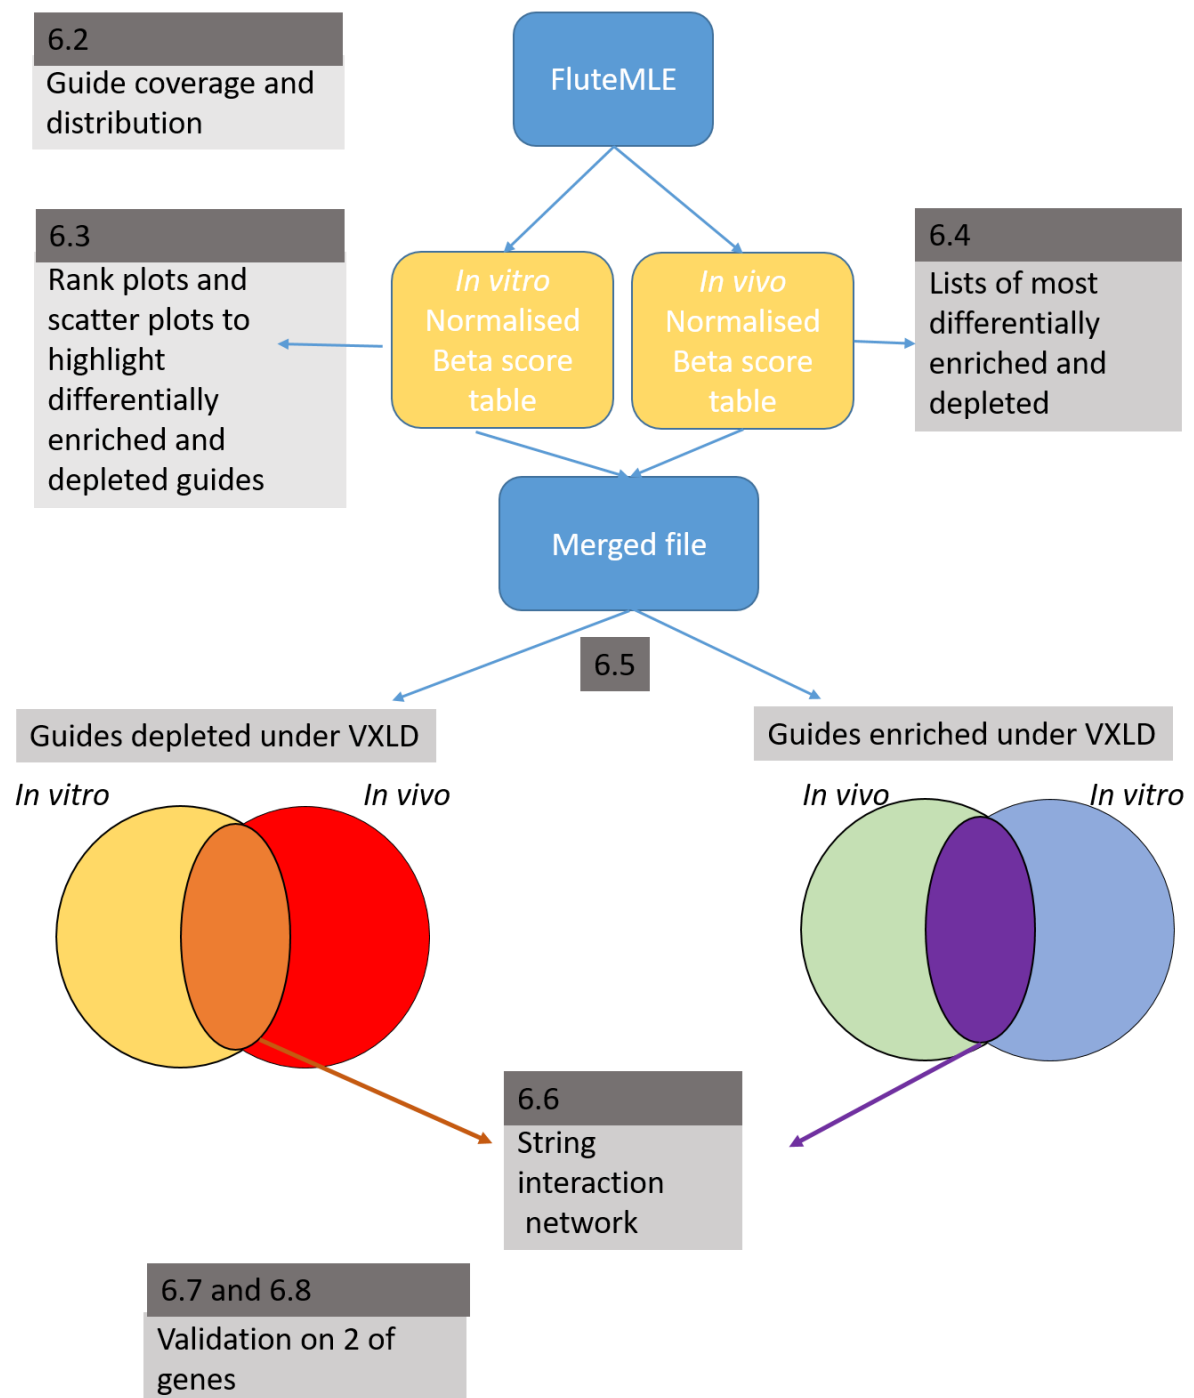 6.2
Guide coverage and
distribution
FluteMLE
6.3
Rank plots and
scatter plots to
highlight
differentially
enriched and
depleted guides
In vitro
Normalised
Beta score
table
In vivo
Normalised
Beta score
table
6.4
Lists of most
differentially
enriched and
depleted
Merged file
6.5
Guides depleted under VXLD
Guides enriched under VXLD
In vitro
In vivo
In vivo
In vitro
6.6
String
interaction
network
6.7 and 6.8
Validation on 2 of
genes